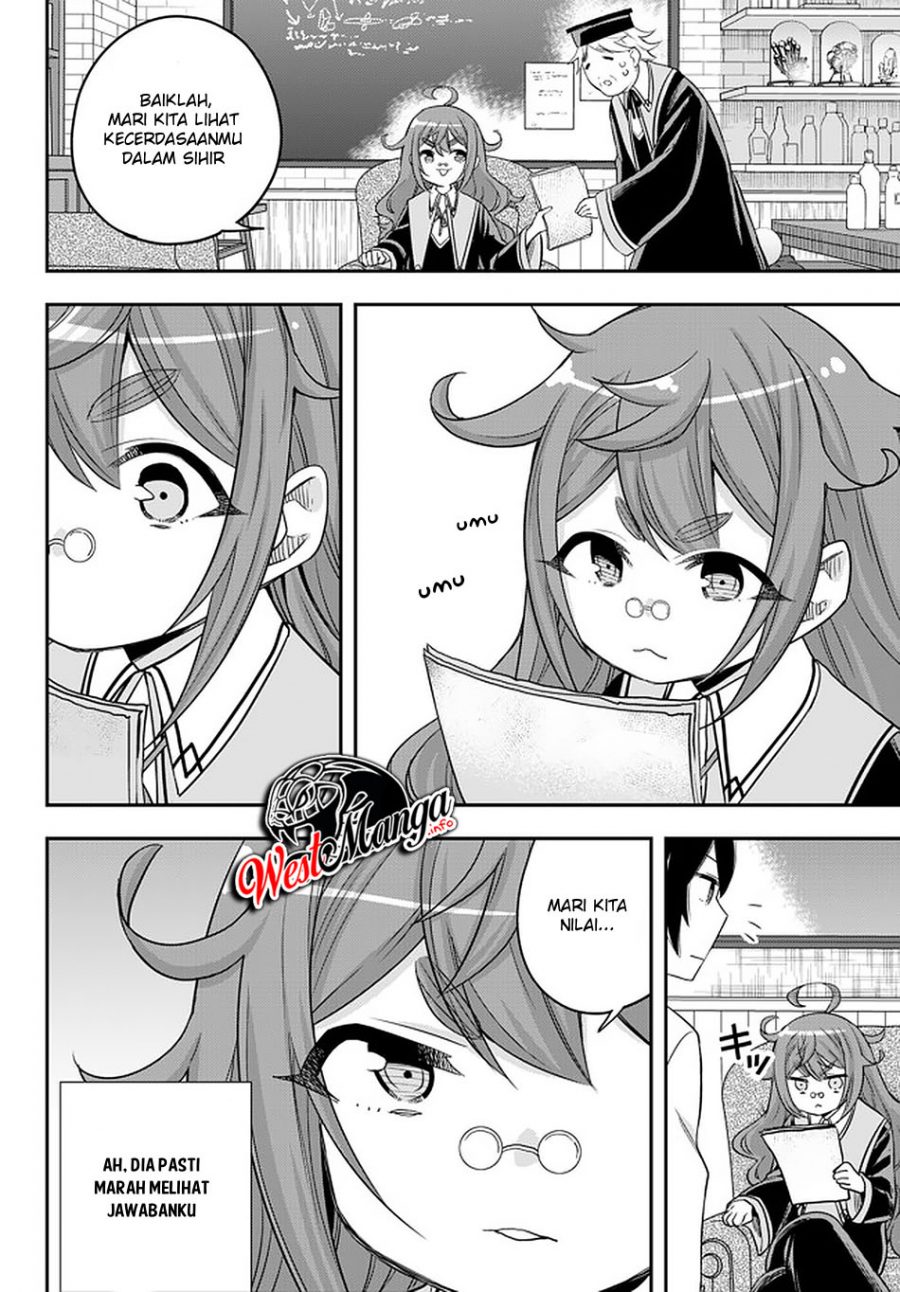 BAIKLAH,
MARI KITA LIHAT
KECERDASAANMU
DALAM SIHIR
UMU
UMU
WestManga
.info
MARI KITA
NILAI...
キッ
AH, DIA PASTI
MARAH MELIHAT
JAWABANKU